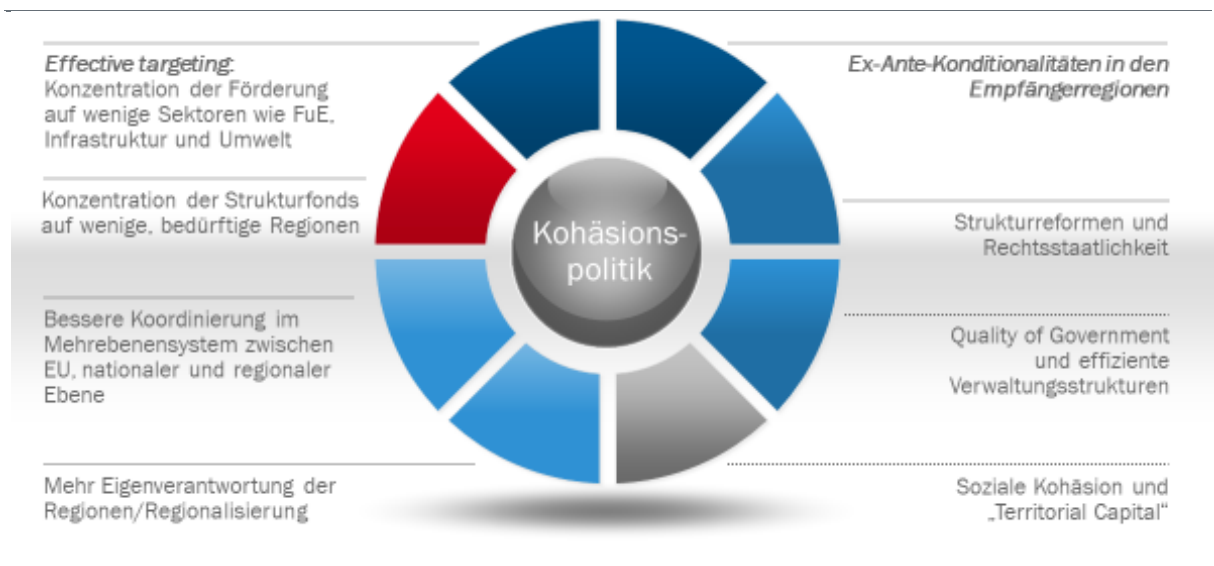 Effective targeting:
Konzentration der Förderung
auf wenige Sektoren wie FuE,
Infrastruktur und Umwelt
Konzentration der Strukturfonds
auf wenige, bedürftige Regionen
Bessere Koordinierung im
Mehrebenensystem zwischen
EU, nationaler und regionaler
Ebene
Mehr Eigenverantwortung der
Regionen/Regionalisierung
Kohäsions-
politik
Ex-Ante-Konditionalitäten in den
Empfängerregionen
Strukturreformen und
Rechtsstaatlichkeit
Quality of Government
und effiziente
Verwaltungsstrukturen
Soziale Kohäsion und
„Territorial Capital“